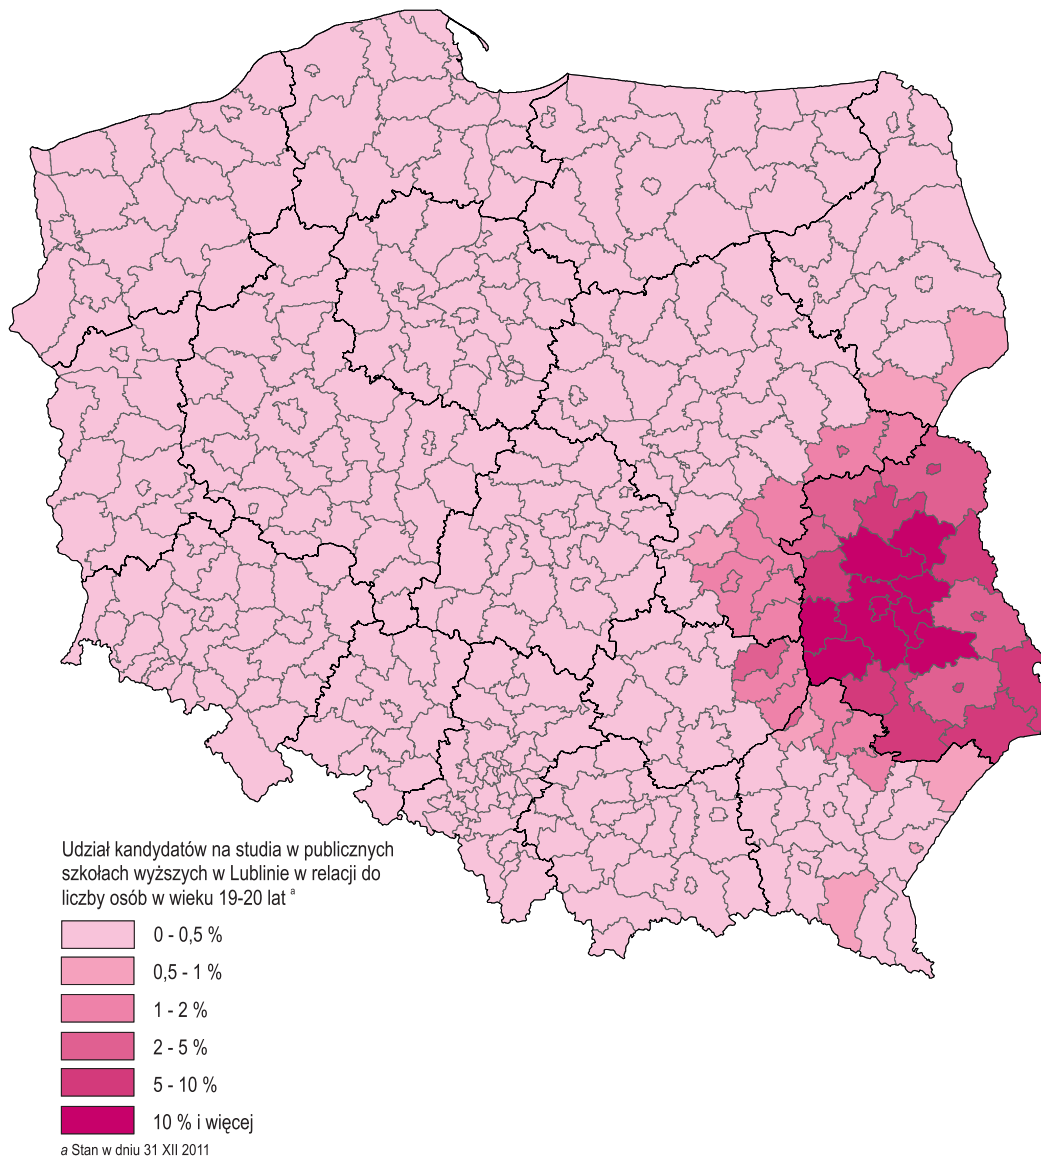 Udział kandydatów na studia w publicznych
szkołach wyższych w Lublinie w relacji do
liczby osób w wieku 19-20 lat ª
0 - 0,5 %
0,5 - 1 %
1 - 2 %
2 - 5 %
5 - 10 %
10 % i więcej
a Stan w dniu 31 XII 2011